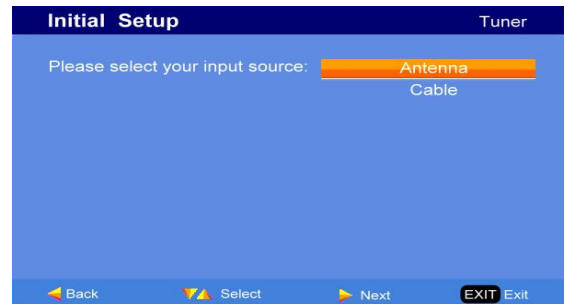 Initial Setup Tuner
Please select your input source: Antenna
Cable
Back Select Next EXIT Exit